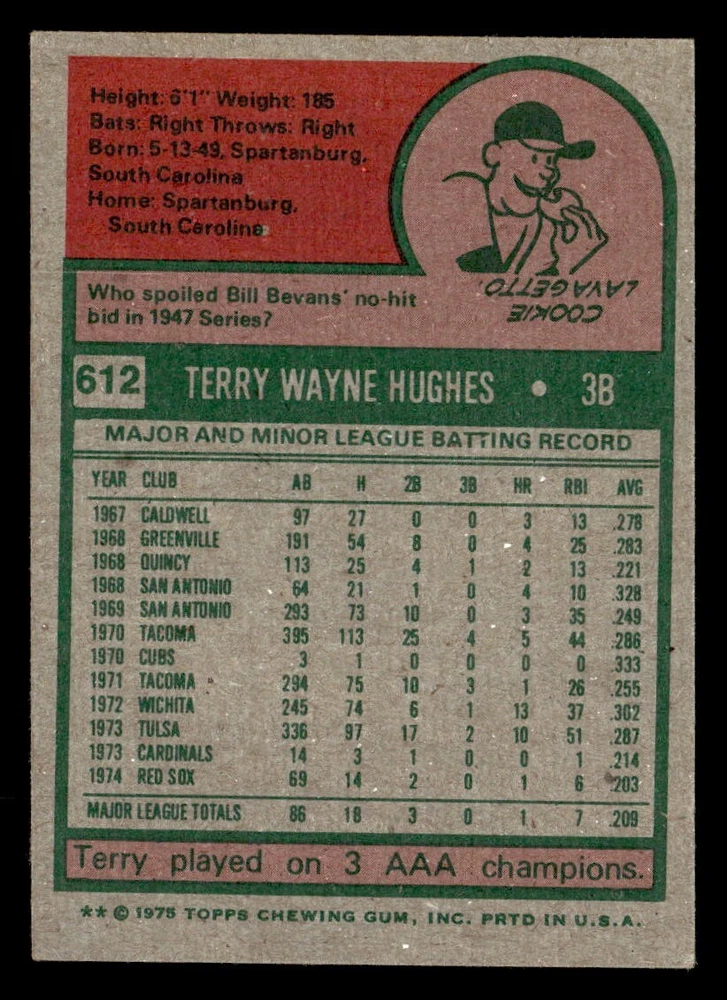 Height: 6'1" Weight: 185
Bats: Right Throws: Right
Born: 5-13-49, Spartanburg,
South Carolina
Home: Spartanburg,
South Carolina
Who spoiled Bill Bevans' no-hit
bid in 1947 Series?
COOKIE
LAVAGETTO.
612 TERRY WAYNE HUGHES • 3B
MAJOR AND MINOR LEAGUE BATTING RECORD
YEAR CLUB AB H 2B 3B HR RBI AVG
1967 CALDWELL 97 27 0 0 3 13 .278
1968 GREENVILLE 191 54 8 0 4 25 .283
1968 QUINCY 113 25 4 1 2 13 .221
1968 SAN ANTONIO 64 21 1 0 4 10 .328
1969 SAN ANTONIO 293 73 10 0 3 35 .249
1970 TACOMA 395 113 25 4 5 44 .286
1970 CUBS 3 1 0 0 0 0 .333
1971 TACOMA 294 75 10 3 1 26 .255
1972 WICHITA 245 74 6 1 13 37 .302
1973 TULSA 336 97 17 2 10 51 .287
1973 CARDINALS 14 3 1 0 0 1 .214
1974 RED SOX 69 14 2 0 1 6 .203
MAJOR LEAGUE TOTALS 86 18 3 0 1 7 .209
Terry played on 3 AAA champions.
** © 1975 TOPPS CHEWING GUM, INC. PRTD IN U.S.A.